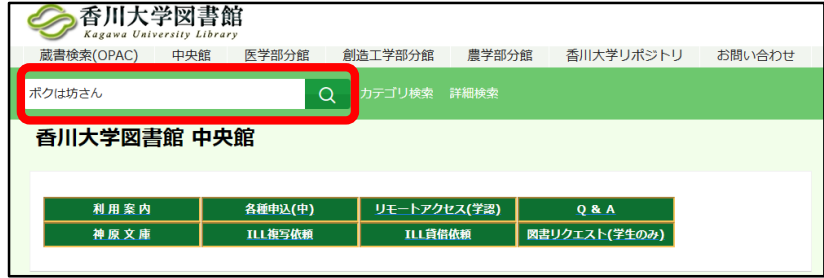 香川大学図書館
Kagawa University Library
蔵書検索(OPAC) 中央館 医学部分館 創造工学部分館 農学部分館 香川大学リポジトリ お問い合わせ
ボクは坊さん カテゴリ検索 詳細検索
香川大学図書館 中央館
利用案内 各種申込(中) リモートアクセス(学認) Q & A
神原文庫 ILL複写依頼 ILL貸借依頼 図書リクエスト(学生のみ)